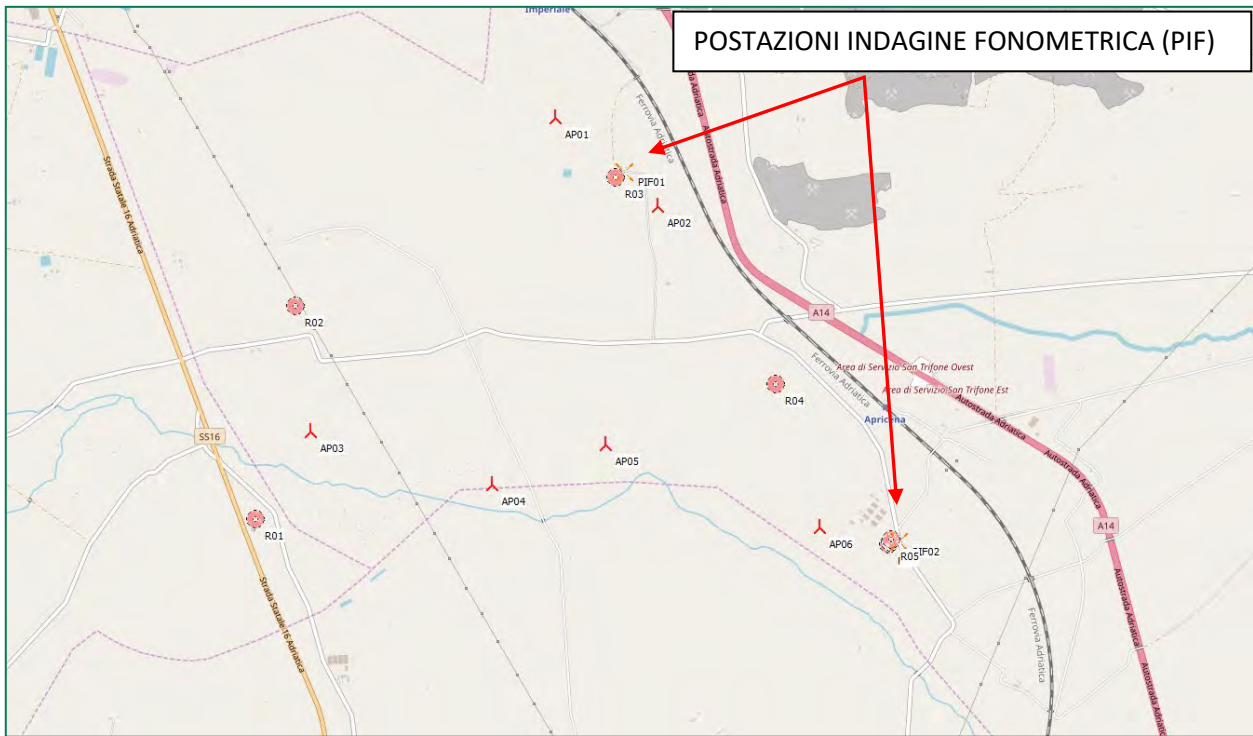 Imperiale
POSTAZIONI INDAGINE FONOMETRICA (PIF)
Strada Statale 16 Adriatica
AP01
Ferrovia Adriatica
Autostrada Adriatica
PIF01
R03
AP02
R02
A14
Area di Servizio San Trifone Ovest
Ferrovia Adriatica
Area di Servizio San Trifone Est
R04
Autostrada Adriatica
Apricena
SS16
AP03
AP05
Autostrada Adriatica
AP04
R01
AP06
A14
R05
PIF02
Strada Statale 16 Adriatica
Ferrovia Adriatica
Autostrada Adriatica